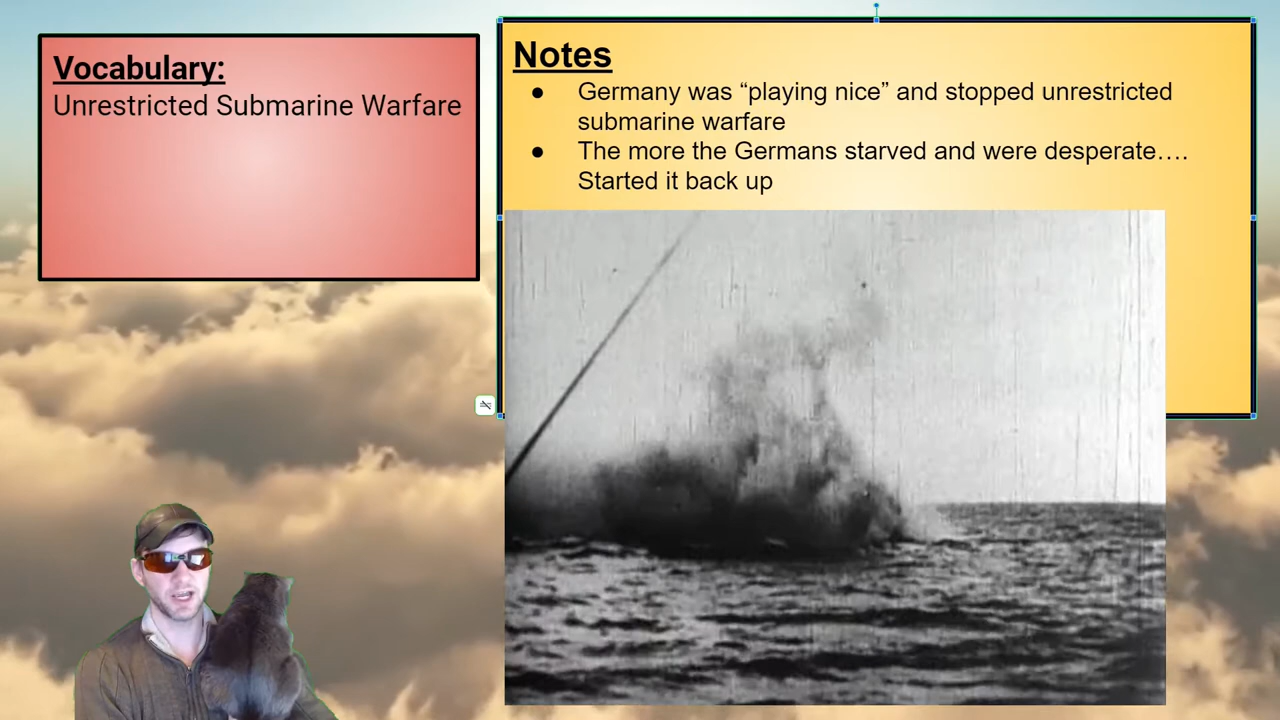 Vocabulary:
Unrestricted Submarine Warfare
Notes
● Germany was “playing nice” and stopped unrestricted
submarine warfare
● The more the Germans starved and were desperate….
Started it back up